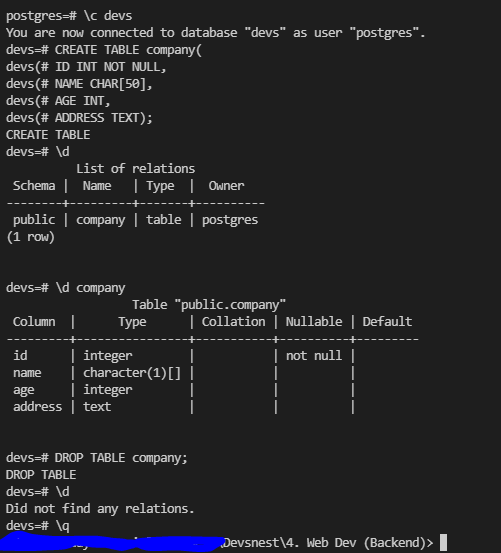 postgres=# \c devs
You are now connected to database "devs" as user "postgres".
devs=# CREATE TABLE company(
devs(# ID INT NOT NULL,
devs(# NAME CHAR[50],
devs(# AGE INT,
devs(# ADDRESS TEXT);
CREATE TABLE
devs=# \d
List of relations
Schema | Name | Type | Owner
--------+---------+-------+----------
public | company | table | postgres
(1 row)
devs=# \d company
Table "public.company"
Column | Type | Collation | Nullable | Default
---------+----------------+-----------+----------+---------
id | integer | | not null |
name | character(1)[] | | |
age | integer | | |
address | text | | |
devs=# DROP TABLE company;
DROP TABLE
devs=# \d
Did not find any relations.
devs=# \q
\Devsnest\4. Web Dev (Backend)>